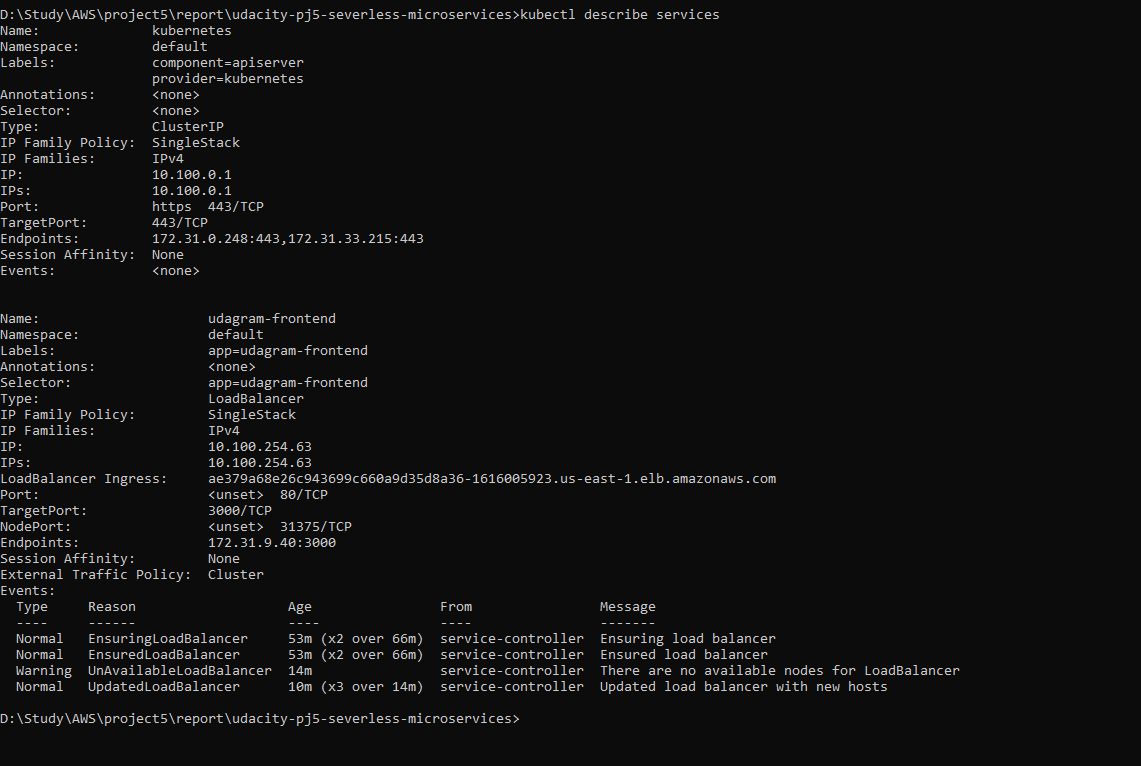 D:\Study\AWS\project5\report\udacity-pj5-severless-microservices>kubectl describe services
Name:              kubernetes
Namespace:         default
Labels:            component=apiserver
                   provider=kubernetes
Annotations:       <none>
Selector:          <none>
Type:              ClusterIP
IP Family Policy:  SingleStack
IP Families:       IPv4
IP:                10.100.0.1
IPs:               10.100.0.1
Port:              https  443/TCP
TargetPort:        443/TCP
Endpoints:         172.31.0.248:443,172.31.33.215:443
Session Affinity:  None
Events:            <none>
Name:                     udagram-frontend
Namespace:                default
Labels:                   app=udagram-frontend
Annotations:              <none>
Selector:                 app=udagram-frontend
Type:                     LoadBalancer
IP Family Policy:         SingleStack
IP Families:              IPv4
IP:                       10.100.254.63
IPs:                      10.100.254.63
LoadBalancer Ingress:     ae379a68e26c943699c660a9d35d8a36-1616005923.us-east-1.elb.amazonaws.com
Port:                     <unset>  80/TCP
TargetPort:               3000/TCP
NodePort:                 <unset>  31375/TCP
Endpoints:                172.31.9.40:3000
Session Affinity:         None
External Traffic Policy:  Cluster
Events:
  Type     Reason                   Age                From                Message
  ----     ------                   ----               ----                -------
  Normal   EnsuringLoadBalancer     53m (x2 over 66m)  service-controller  Ensuring load balancer
  Normal   EnsuredLoadBalancer      53m (x2 over 66m)  service-controller  Ensured load balancer
  Warning  UnAvailableLoadBalancer  14m                service-controller  There are no available nodes for LoadBalancer
  Normal   UpdatedLoadBalancer      10m (x3 over 14m)  service-controller  Updated load balancer with new hosts
D:\Study\AWS\project5\report\udacity-pj5-severless-microservices>